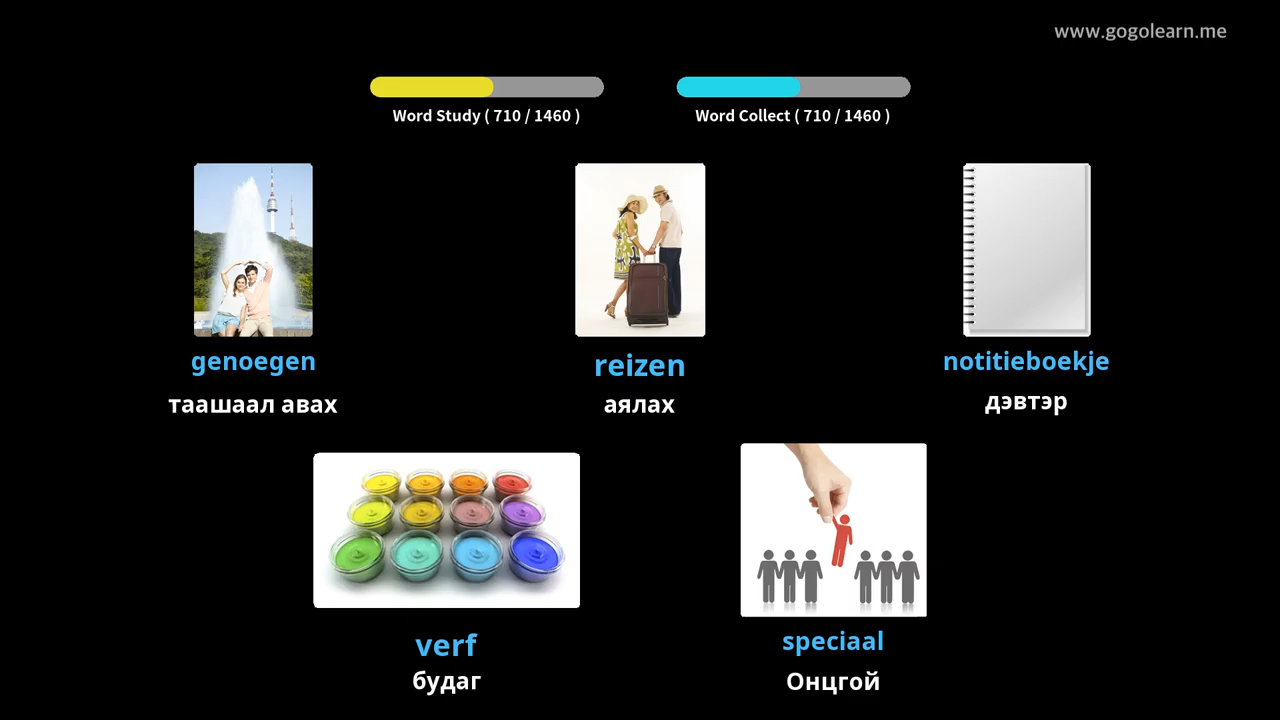 www.gogolearn.me
Word Study ( 710 / 1460 )
Word Collect ( 710 / 1460 )
genoegen
таашаал авах
reizen
аялах
notitieboekje
дэвтэр
verf
будаг
speciaal
Онцгой